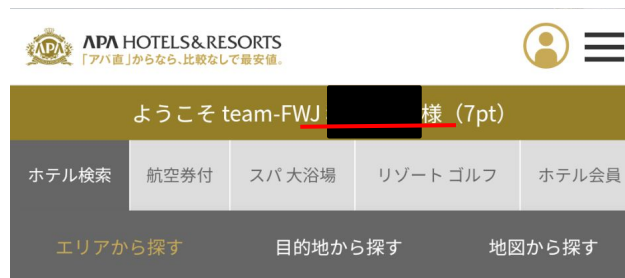 APA HOTELS&RESORTS
「アパ直」からなら、比較なしで最安値。
ようこそ team-FWJ 様（7pt）
ホテル検索 航空券付 スパ 大浴場 リゾート ゴルフ ホテル会員
エリアから探す 目的地から探す 地図から探す